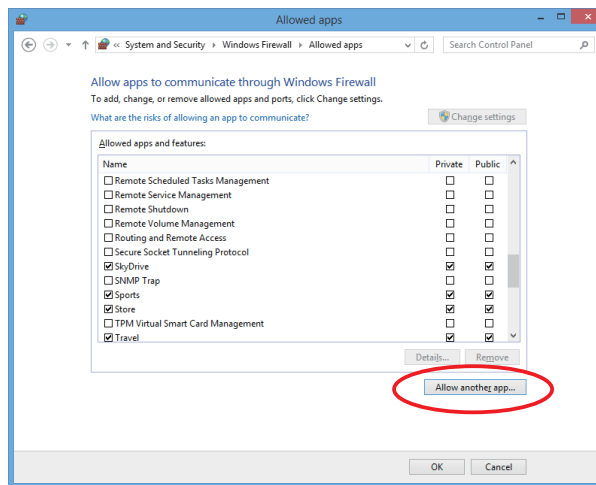 Allowed apps
« System and Security › Windows Firewall › Allowed apps
Search Control Panel
Allow apps to communicate through Windows Firewall
To add, change, or remove allowed apps and ports, click Change settings.
What are the risks of allowing an app to communicate?
Change settings
Allowed apps and features:
Name Private Public
Remote Scheduled Tasks Management
Remote Service Management
Remote Shutdown
Remote Volume Management
Routing and Remote Access
Secure Socket Tunneling Protocol
SkyDrive
SNMP Trap
Sports
Store
TPM Virtual Smart Card Management
Travel
Details... Remove
Allow another app...
OK Cancel